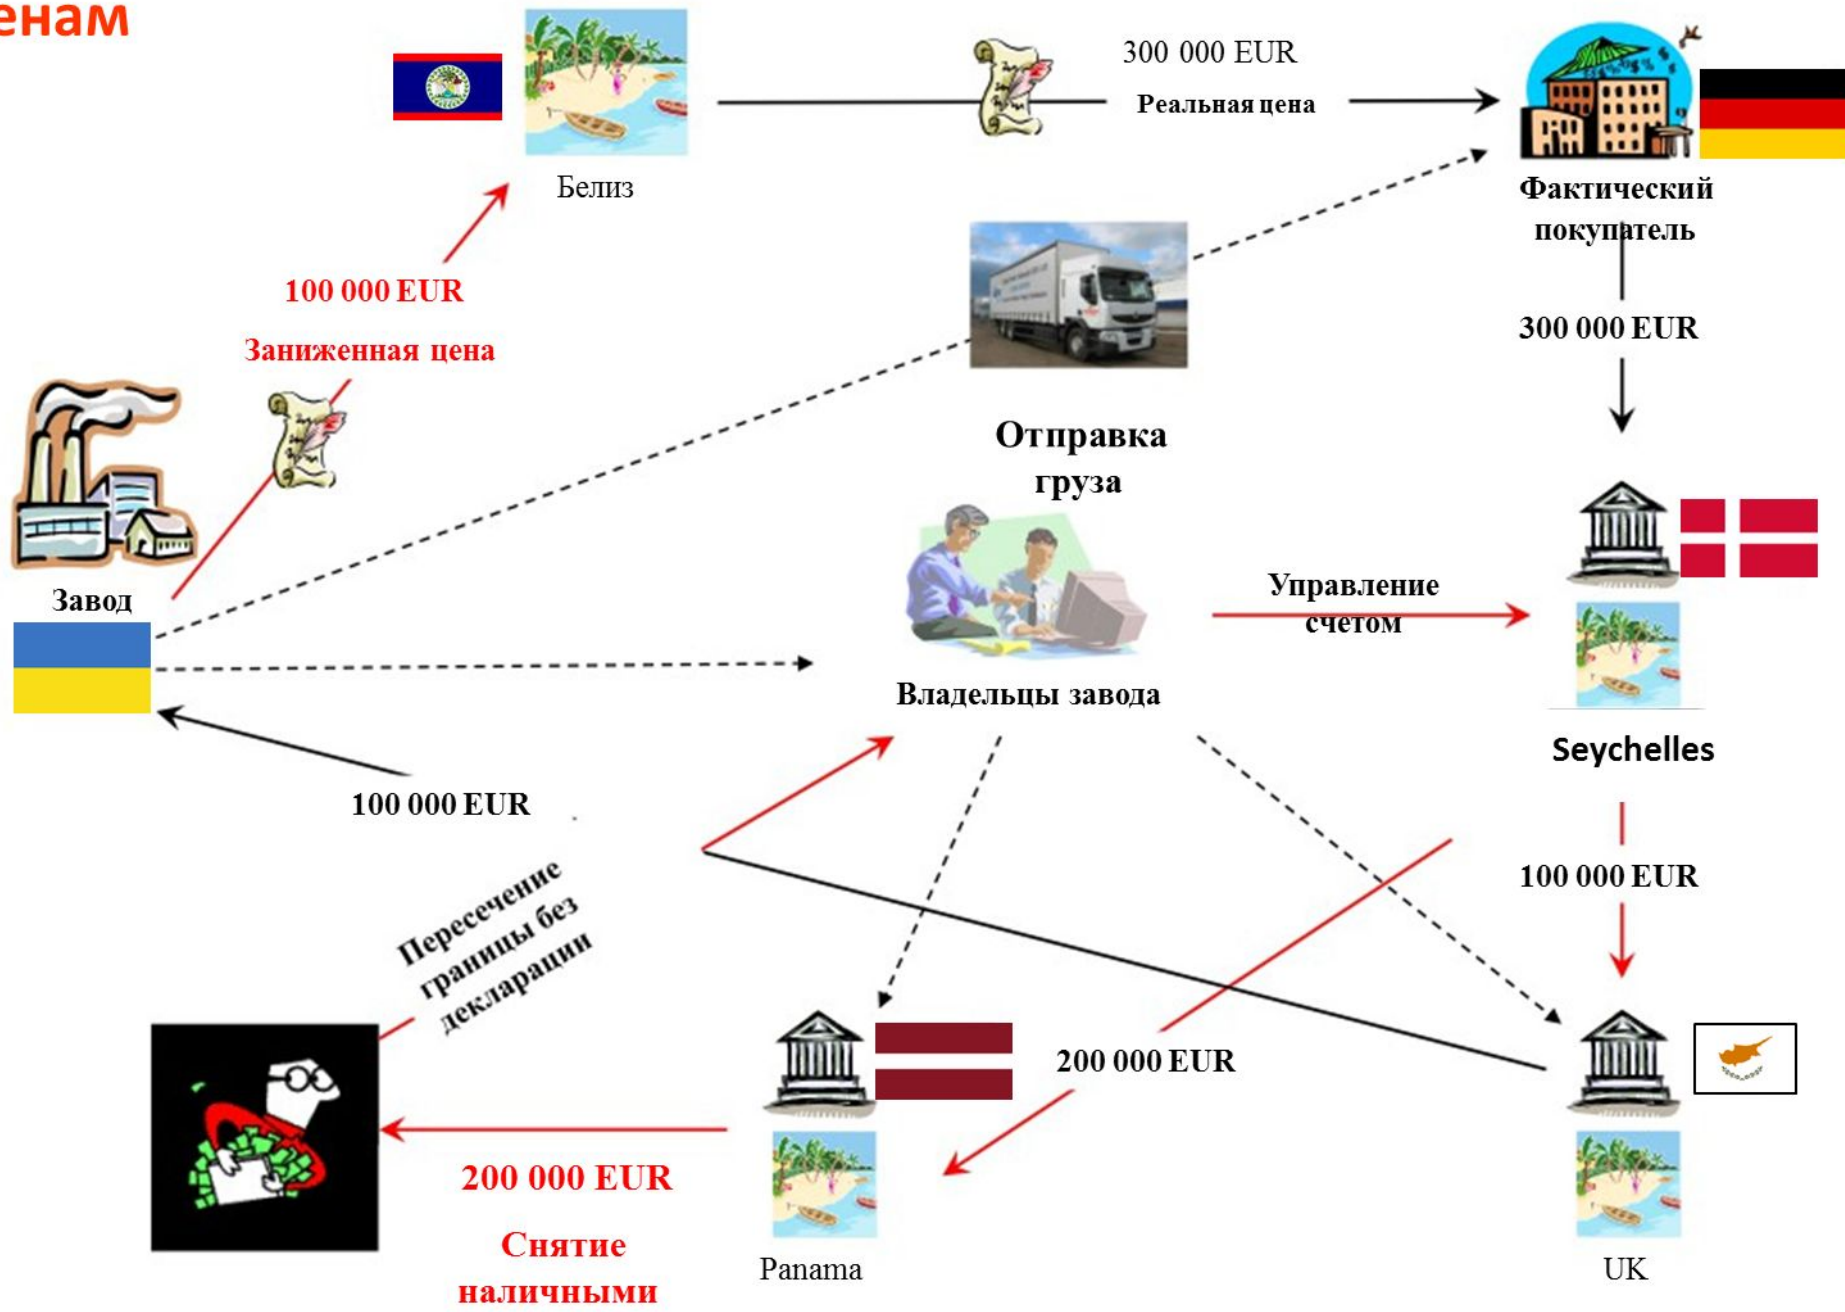 енам
300 000 EUR
Реальная цена
Белиз
Фактический
покупатель
100 000 EUR
Заниженная цена
300 000 EUR
Отправка
груза
Завод
Управление
счетом
Владельцы завода
Seychelles
100 000 EUR
Пересечение
границы без
декларации
100 000 EUR
200 000 EUR
200 000 EUR
Снятие
наличными
Panama
UK